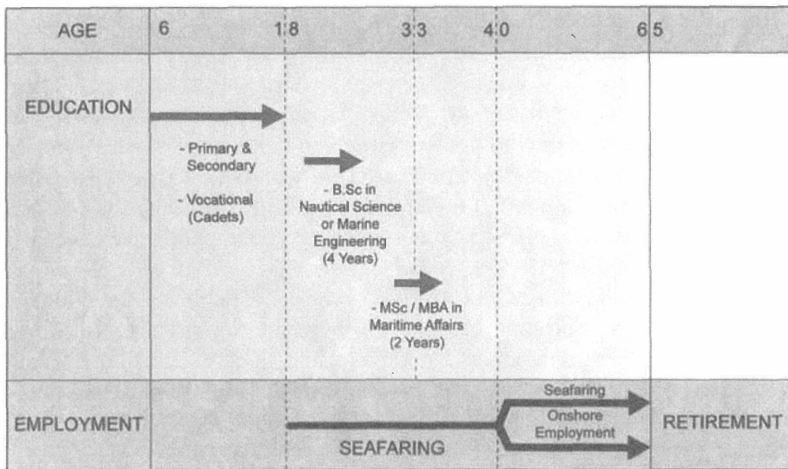 AGE 6 18 33 40 65
EDUCATION
- Primary &
Secondary
- Vocational
(Cadets)
- B.Sc in
Nautical Science
or Marine
Engineering
(4 Years)
- MSc / MBA in
Maritime Affairs
(2 Years)
EMPLOYMENT
SEAFARING
Seafaring
Onshore
Employment
RETIREMENT